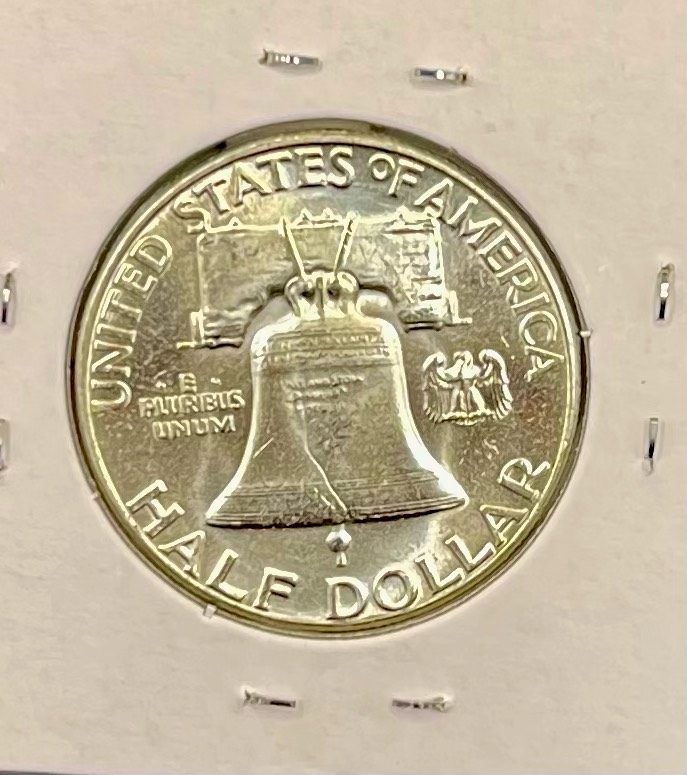 UNITED STATES OF AMERICA
E
PLURIBUS
UNUM
HALF DOLLAR